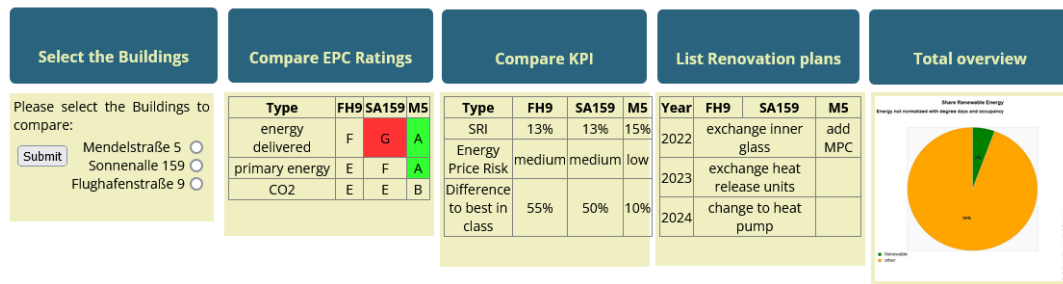 Select the Buildings
Please select the Buildings to
compare:
Mendelstraße 5
Submit
Sonnenalle 159
Flughafenstraße 9
Compare EPC Ratings
Type FH9 SA159 M5
energy
delivered F G A
primary energy E F A
CO2 E E B
Compare KPI
Type FH9 SA159 M5
SRI 13% 13% 15%
Energy
Price Risk medium medium low
Difference
to best in
class 55% 50% 10%
List Renovation plans
Year FH9 SA159 M5
2022 exchange inner
glass add
MPC
2023 exchange heat
release units
2024 change to heat
pump
Total overview
Share Renewable Energy
Energy not normalized with degree days and occupancy
94%
Renewable
other